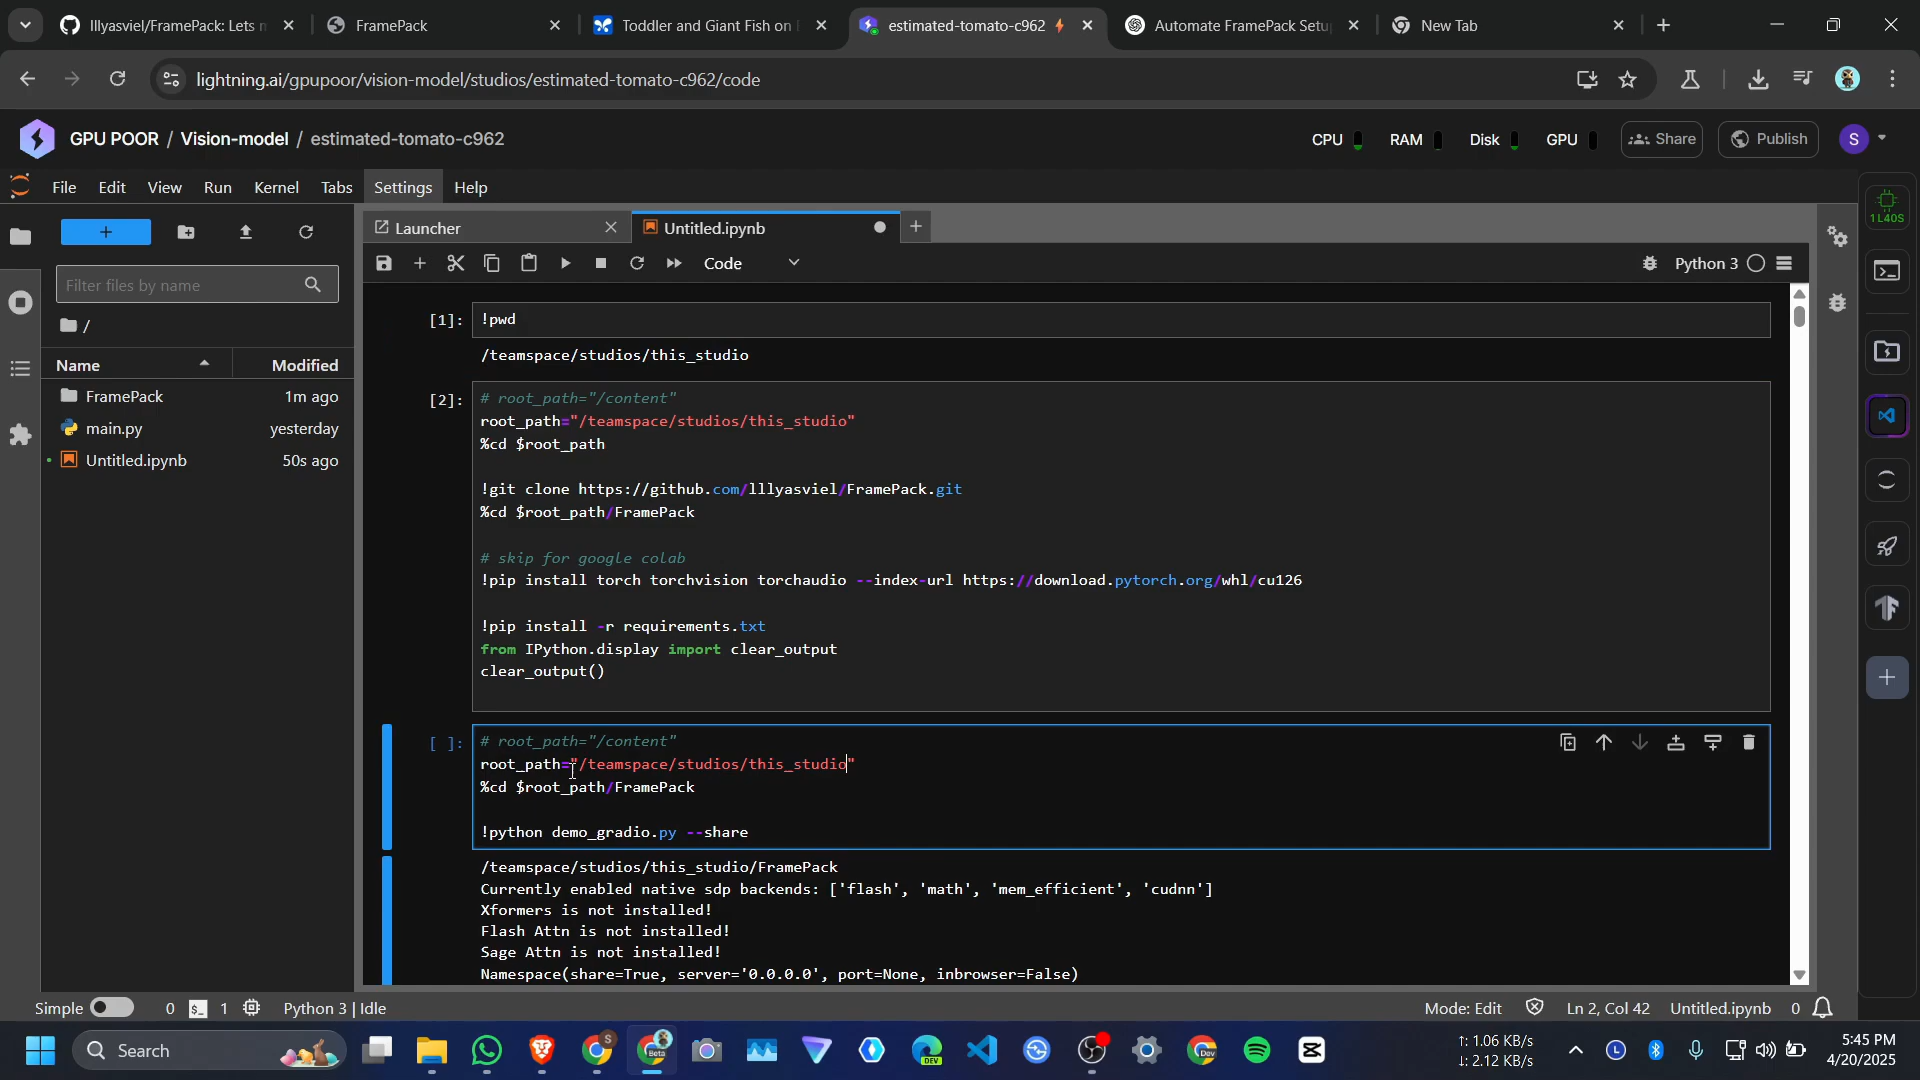 lllyasviel/FramePack: Lets m
FramePack
Toddler and Giant Fish on F
estimated-tomato-c962
Automate FramePack Setu
New Tab
lightning.ai/gpupoor/vision-model/studios/estimated-tomato-c962/code
GPU POOR / Vision-model / estimated-tomato-c962
CPU RAM Disk GPU Share Publish S
File Edit View Run Kernel Tabs Settings Help
1 L40S
Launcher
Untitled.ipynb
Code
Python 3
Filter files by name
/
Name Modified
FramePack 1m ago
main.py yesterday
Untitled.ipynb 50s ago
[1]: !pwd
/teamspace/studios/this_studio
[2]: # root_path="/content"
root_path="/teamspace/studios/this_studio"
%cd $root_path
!git clone https://github.com/lllyasviel/FramePack.git
%cd $root_path/FramePack
# skip for google colab
!pip install torch torchvision torchaudio --index-url https://download.pytorch.org/whl/cu126
!pip install -r requirements.txt
from IPython.display import clear_output
clear_output()
[ ]: # root_path="/content"
root_path="/teamspace/studios/this_studio"
%cd $root_path/FramePack
!python demo_gradio.py --share
/teamspace/studios/this_studio/FramePack
Currently enabled native sdp backends: ['flash', 'math', 'mem_efficient', 'cudnn']
Xformers is not installed!
Flash Attn is not installed!
Sage Attn is not installed!
Namespace(share=True, server='0.0.0.0', port=None, inbrowser=False)
Simple 0 $_ 1 Python 3 | Idle
Mode: Edit Ln 2, Col 42 Untitled.ipynb 0
Search
↑: 1.06 KB/s
↓: 2.12 KB/s
5:45 PM
4/20/2025